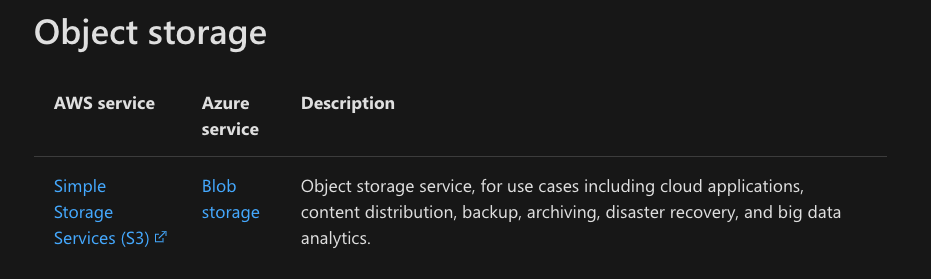 Object storage
AWS service
Azure
service
Description
Simple
Storage
Services (S3)
Blob
storage
Object storage service, for use cases including cloud applications,
content distribution, backup, archiving, disaster recovery, and big data
analytics.